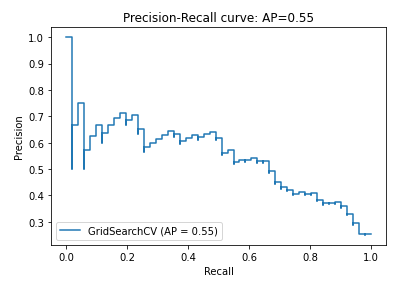 Precision-Recall curve: AP=0.55
Precision
1.0
0.9
0.8
0.7
0.6
0.5
0.4
0.3
GridSearchCV (AP = 0.55)
0.0 0.2 0.4 0.6 0.8 1.0
Recall